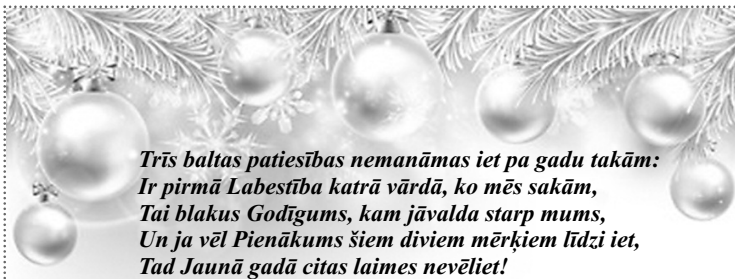 Trīs baltas patiesības nemanāmas iet pa gadu takām:
Ir pirmā Labestība katrā vārdā, ko mēs sakām,
Tai blakus Godīgums, kam jāvalda starp mums,
Un ja vēl Pienākums šiem diviem mērķiem līdzi iet,
Tad Jaunā gadā citas laimes nevēliet!